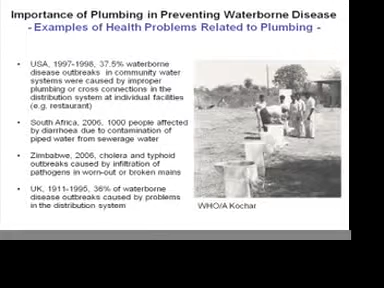 Importance of Plumbing in Preventing Waterborne Disease
- Examples of Health Problems Related to Plumbing -
• USA, 1997-1998, 37.5% waterborne
disease outbreaks in community water
systems were caused by improper
plumbing or cross connections in the
distribution system at individual facilities
(e.g. restaurant)
• South Africa, 2006, 1000 people affected
by diarrhoea due to contamination of
piped water from sewerage water
• Zimbabwe, 2006, cholera and typhoid
outbreaks caused by infiltration of
pathogens in worn-out or broken mains
• UK, 1911-1995, 36% of waterborne
disease outbreaks caused by problems
in the distribution system
WHO/A Kochar